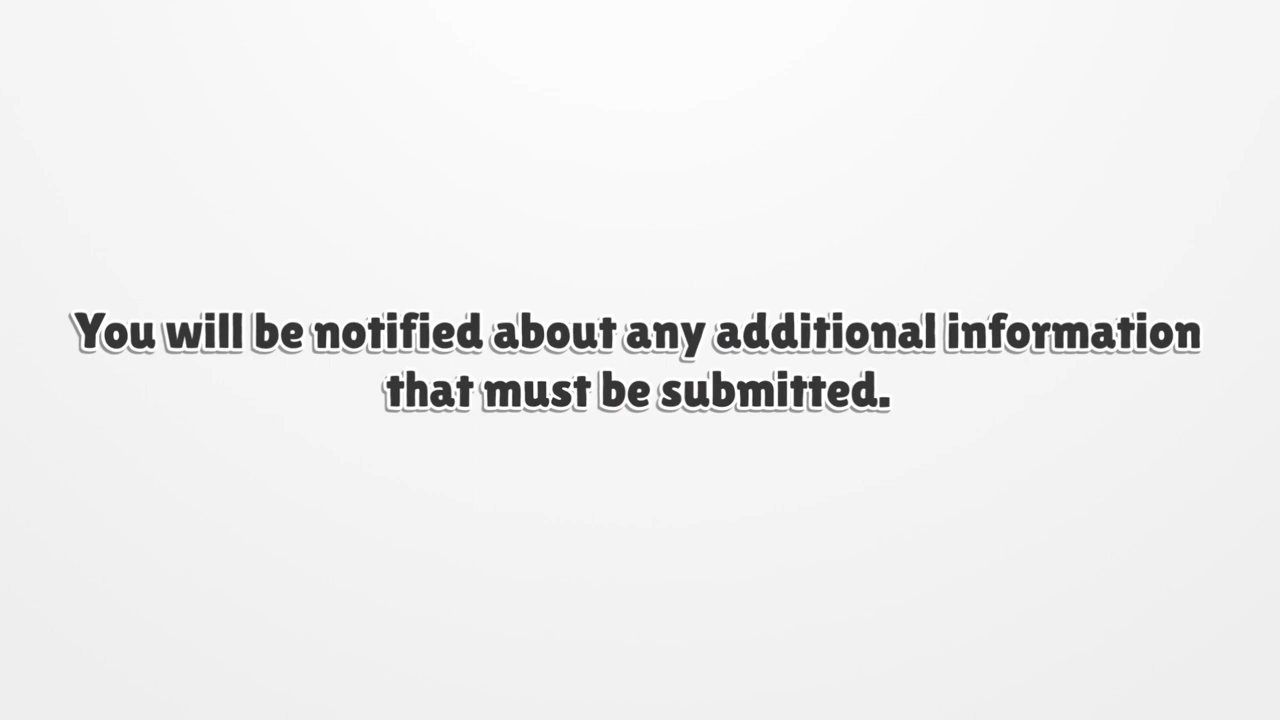 You will be notified about any additional information
that must be submitted.